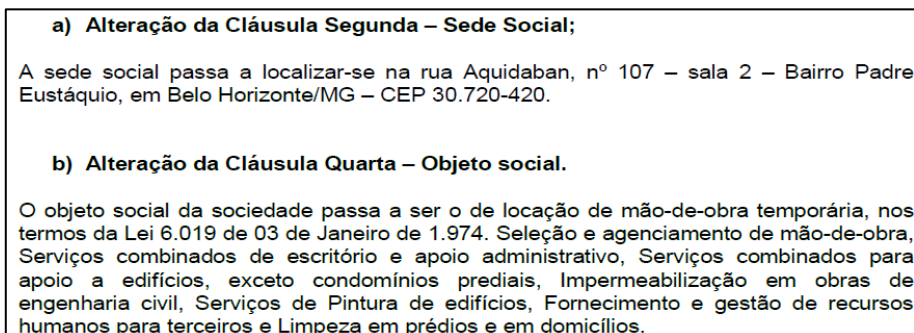 a) Alteração da Cláusula Segunda – Sede Social;
A sede social passa a localizar-se na rua Aquidaban, nº 107 – sala 2 – Bairro Padre
Eustáquio, em Belo Horizonte/MG – CEP 30.720-420.
b) Alteração da Cláusula Quarta – Objeto social.
O objeto social da sociedade passa a ser o de locação de mão-de-obra temporária, nos
termos da Lei 6.019 de 03 de Janeiro de 1.974. Seleção e agenciamento de mão-de-obra,
Serviços combinados de escritório e apoio administrativo, Serviços combinados para
apoio a edifícios, exceto condomínios prediais, Impermeabilização em obras de
engenharia civil, Serviços de Pintura de edifícios, Fornecimento e gestão de recursos
humanos para terceiros e Limpeza em prédios e em domicílios.